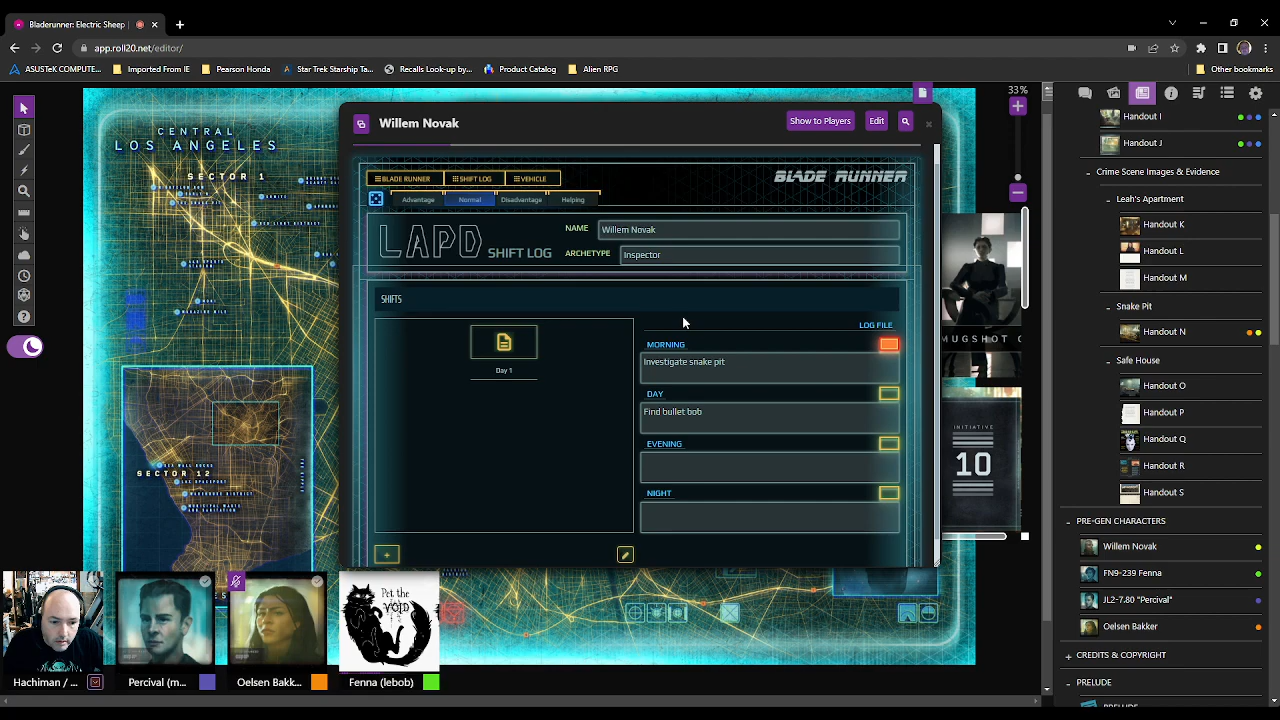 Bladerunner: Electric Sheep
app.roll20.net/editor/
ASUSTeK COMPUTE...
Imported From IE
Pearson Honda
Star Trek Starship Ta...
Recalls Look-up by...
Product Catalog
Alien RPG
Other bookmarks
33%
CENTRAL
LOS ANGELES
SECTOR 1
Willem Novak
Show to Players
Edit
BLADE RUNNER
SHIFT LOG
VEHICLE
BLADE RUNNER
Advantage
Normal
Disadvantage
Helping
LAPD SHIFT LOG
NAME
Willem Novak
ARCHETYPE
Inspector
SHIFTS
LOG FILE
Day 1
MORNING
Investigate snake pit
DAY
Find bullet bob
EVENING
NIGHT
+
SECTOR 12
MUGSHOT
INITIATIVE
10
Handout I
Handout J
Crime Scenes & Evidence
Leti's Apartment
Handout K
Handout L
Handout M
Snake Pit
Handout N
Safe House
Handout O
Handout P
Handout Q
Handout R
Handout S
PRE-GEN CHARACTERS
Willem Novak
FN9-239 Fenna
JL2-7.80 "Percival"
Oelsen Bakker
CREDITS & COPYRIGHT
PRELUDE
Pet the
VOID
Hachiman / ...
Percival (m...
Oelsen Bakk...
Fenna (lebob)